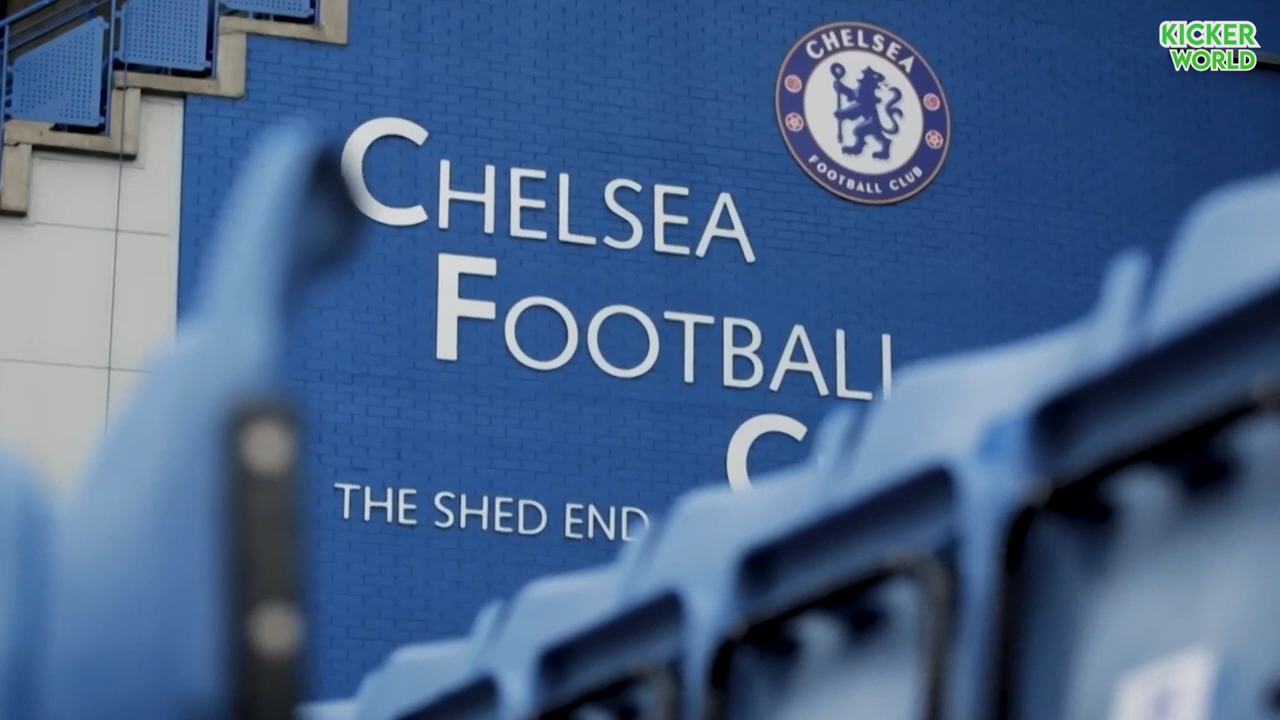 KICKER
WORLD
CHELSEA
FOOTBALL CLUB
CHELSEA
FOOTBALL
C
THE SHED END